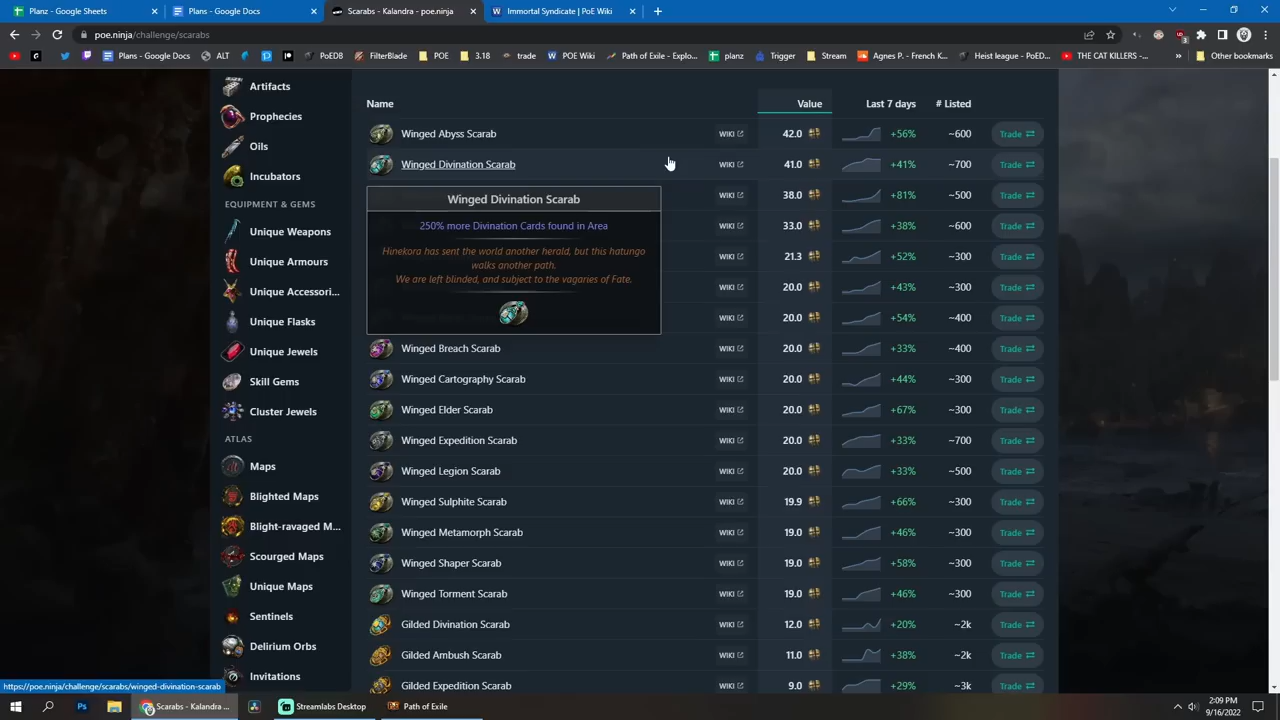 Planz - Google Sheets
Plans - Google Docs
Scarabs - Kalandra - poe.ninja
Immortal Syndicate | PoE Wiki
poe.ninja/challenge/scarabs
Plans - Google Docs
ALT
PoEDB
FilterBlade
POE
3.18
trade
POE Wiki
Path of Exile - Explo...
planz
Trigger
Stream
Agnes P. - French K...
Heist league - PoED...
THE CAT KILLERS -...
Other bookmarks
Artifacts
Prophecies
Oils
Incubators
EQUIPMENT & GEMS
Unique Weapons
Unique Armours
Unique Accessori...
Unique Flasks
Unique Jewels
Skill Gems
Cluster Jewels
ATLAS
Maps
Blighted Maps
Blight-ravaged M...
Scourged Maps
Unique Maps
Sentinels
Delirium Orbs
Invitations
Name Value Last 7 days # Listed
Winged Abyss Scarab WIKI 42.0 +56% ~600 Trade
Winged Divination Scarab WIKI 41.0 +41% ~700 Trade
WIKI 38.0 +81% ~500 Trade
WIKI 33.0 +38% ~600 Trade
WIKI 21.3 +52% ~300 Trade
WIKI 20.0 +43% ~300 Trade
WIKI 20.0 +54% ~400 Trade
Winged Divination Scarab
250% more Divination Cards found in Area
Hinekora has sent the world another herald, but this hatungo
walks another path.
We are left blinded, and subject to the vagaries of Fate.
Winged Breach Scarab WIKI 20.0 +33% ~400 Trade
Winged Cartography Scarab WIKI 20.0 +44% ~300 Trade
Winged Elder Scarab WIKI 20.0 +67% ~300 Trade
Winged Expedition Scarab WIKI 20.0 +33% ~700 Trade
Winged Legion Scarab WIKI 20.0 +33% ~500 Trade
Winged Sulphite Scarab WIKI 19.9 +66% ~300 Trade
Winged Metamorph Scarab WIKI 19.0 +46% ~300 Trade
Winged Shaper Scarab WIKI 19.0 +58% ~300 Trade
Winged Torment Scarab WIKI 19.0 +46% ~300 Trade
Gilded Divination Scarab WIKI 12.0 +20% ~2k Trade
Gilded Ambush Scarab WIKI 11.0 +38% ~2k Trade
Gilded Expedition Scarab WIKI 9.0 +29% ~3k Trade
https://poe.ninja/challenge/scarabs/winged-divination-scarab
Scarabs - Kalandra ...
Streamlabs Desktop
Path of Exile
2:09 PM
9/16/2022